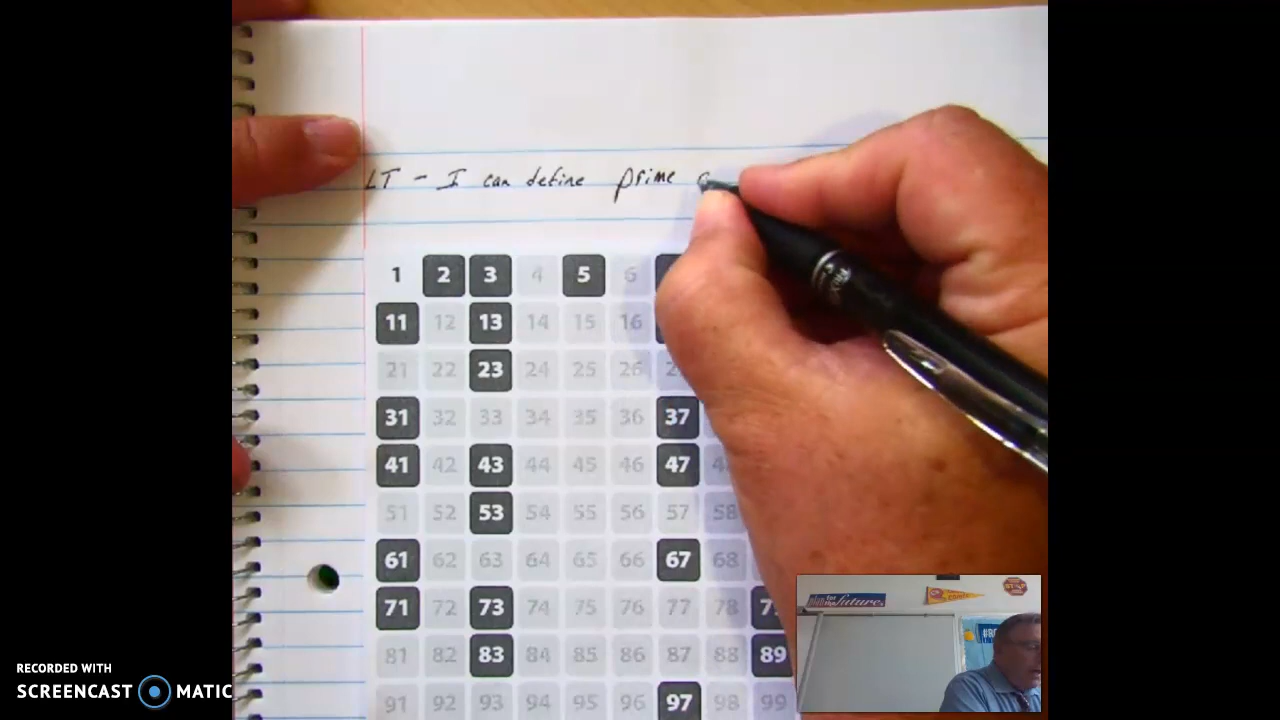 LT - I can define prime
1 2 3 4 5 6
11 12 13 14 15 16
21 22 23 24 25 26
31 32 33 34 35 36 37
41 42 43 44 45 46 47
51 52 53 54 55 56 57 58
61 62 63 64 65 66 67 68
71 72 73 74 75 76 77 78
81 82 83 84 85 86 87 88 89
91 92 93 94 95 96 97 98 99
plan for the future
RECORDED WITH
SCREENCAST MATIC